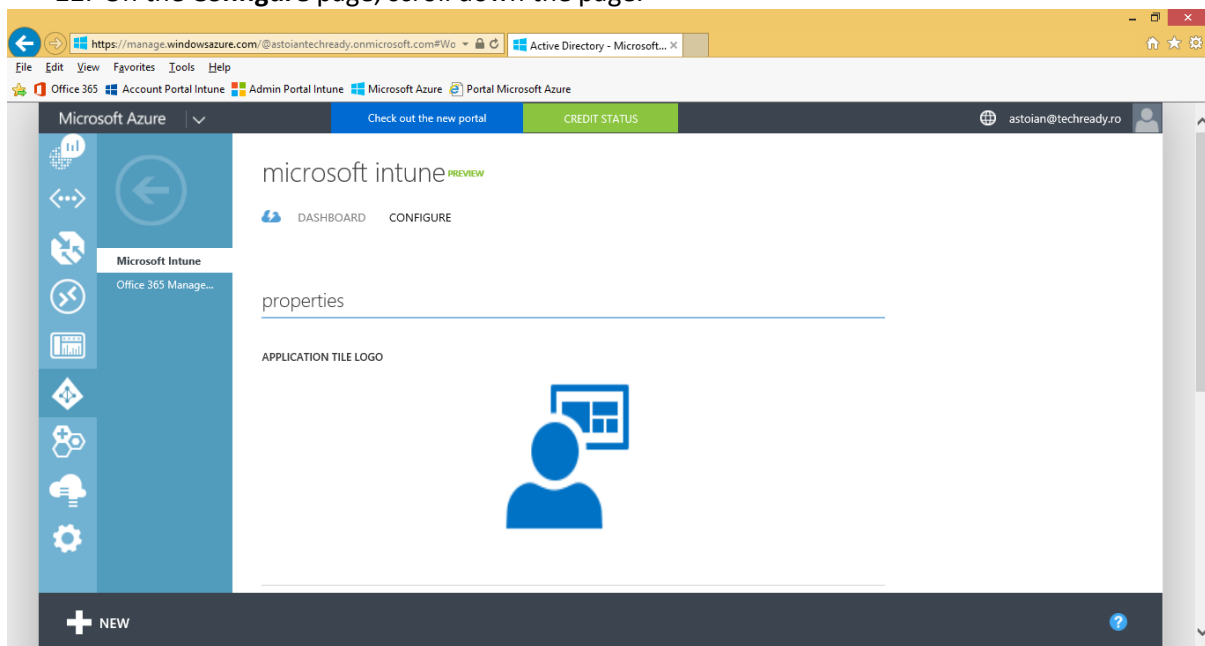 On the Configure page, scroll down the page.
https://manage.windowsazure.com/@astoiantechready.onmicrosoft.com#Wo
Active Directory - Microsoft...
File Edit View Favorites Tools Help
Office 365 Account Portal Intune Admin Portal Intune Microsoft Azure Portal Microsoft Azure
Microsoft Azure Check out the new portal CREDIT STATUS astoian@techready.ro
microsoft intune PREVIEW
DASHBOARD CONFIGURE
Microsoft Intune
Office 365 Manage...
properties
APPLICATION TILE LOGO
NEW